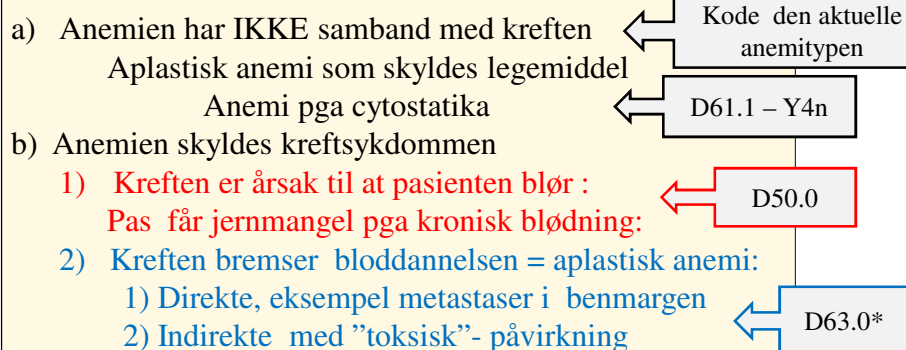 a) Anemien har IKKE samband med kreften
Kode den aktuelle
anemitypen
Aplastisk anemi som skyldes legemiddel
Anemi pga cytostatika
D61.1 – Y4n
b) Anemien skyldes kreftsykdommen
1) Kreften er årsak til at pasienten blør :
Pas får jernmangel pga kronisk blødning:
D50.0
2) Kreften bremser bloddannelsen = aplastisk anemi:
1) Direkte, eksempel metastaser i benmargen
2) Indirekte med ”toksisk”- påvirkning
D63.0*